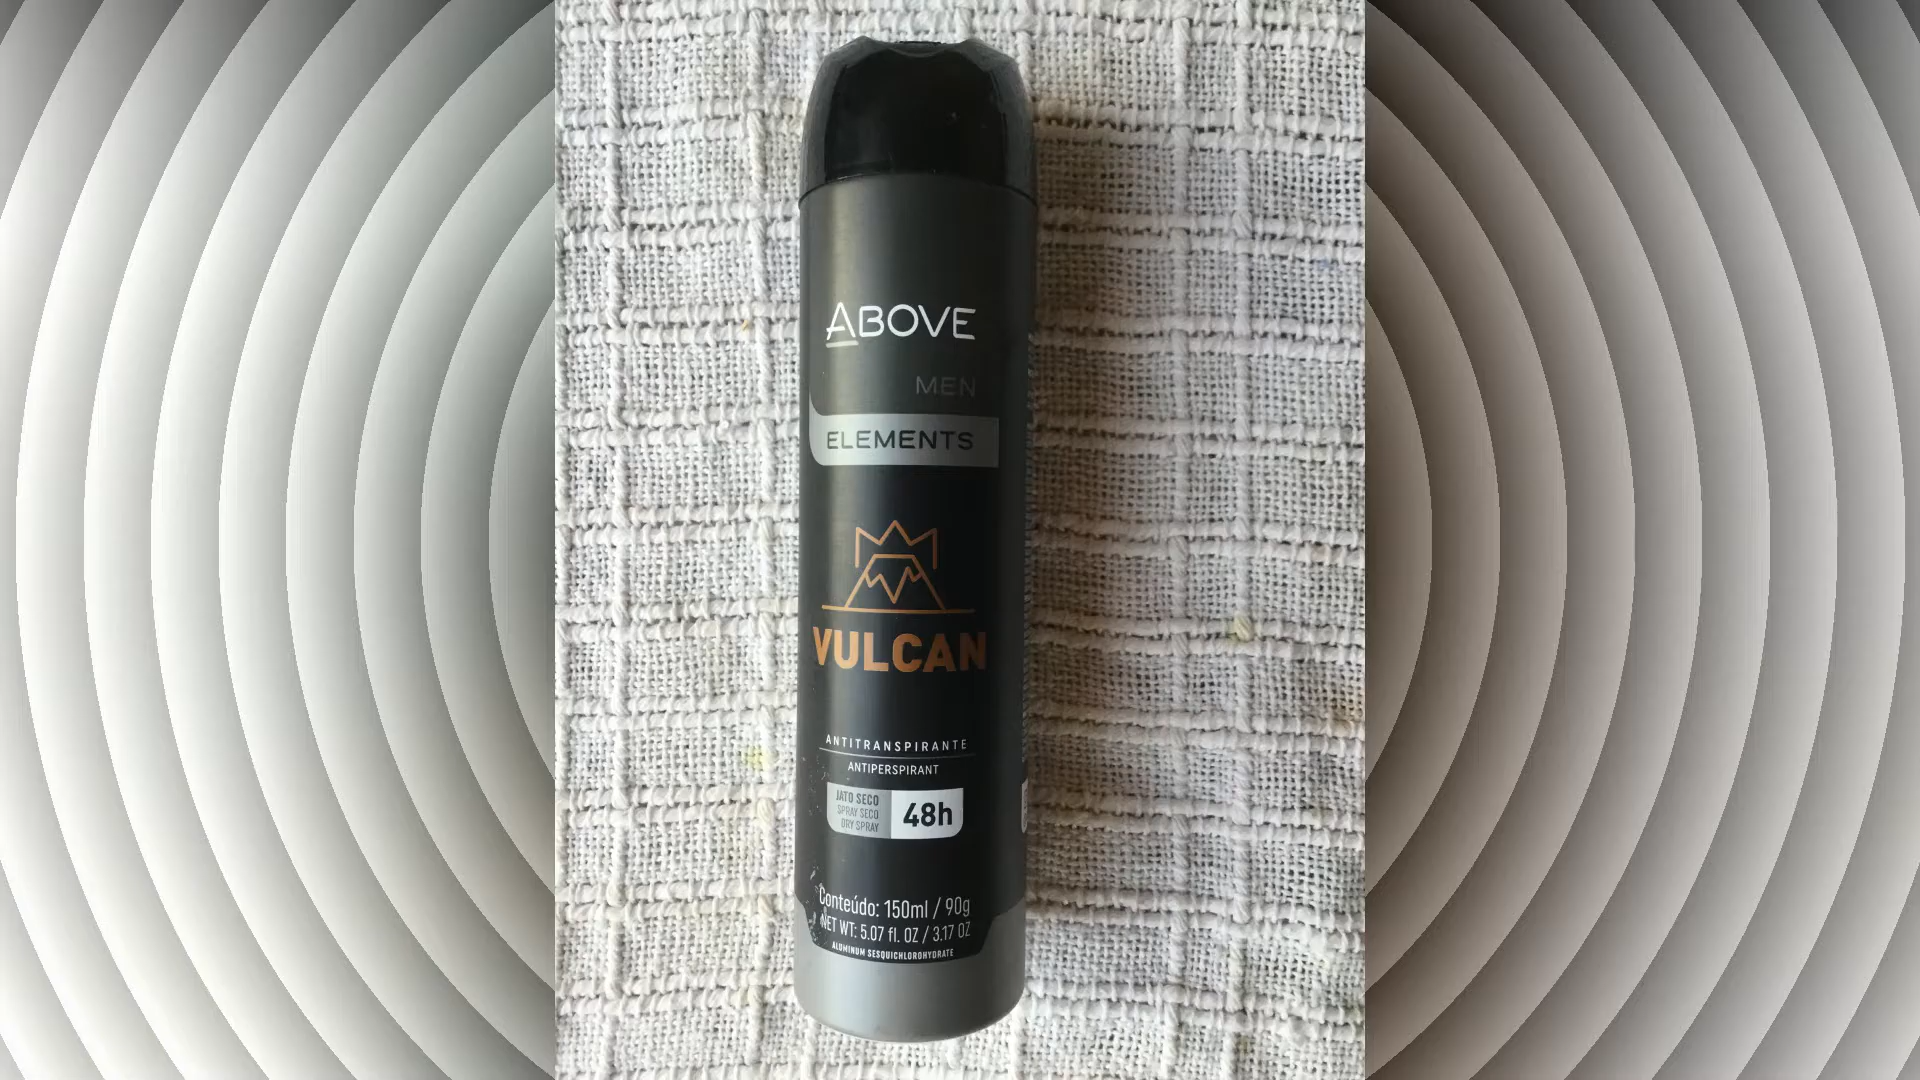 ABOVE
MEN
ELEMENTS
VULCAN
ANTITRANSPIRANTE
ANTIPERSPIRANT
JATO SECO
SPRAY SECO
DRY SPRAY
48h
Conteúdo: 150ml / 90g
NET WT: 5.07 fl. OZ / 3.17 OZ
ALUMINUM SESQUICHLOROHYDRATE